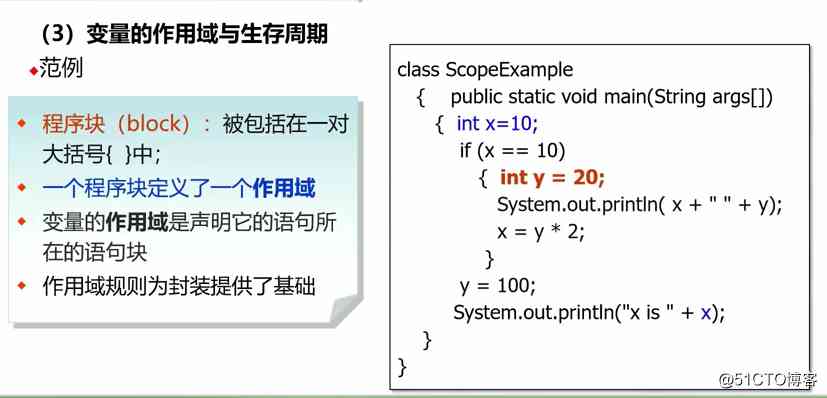 （3）变量的作用域与生存周期
范例
程序块（block）：被包括在一对
大括号{ }中;
一个程序块定义了一个作用域
变量的作用域是声明它的语句所
在的语句块
作用域规则为封装提供了基础
class ScopeExample
{ public static void main(String args[])
{ int x=10;
if (x == 10)
{ int y = 20;
System.out.println( x + " " + y);
x = y * 2;
}
y = 100;
System.out.println("x is " + x);
}
}
@51CTO博客